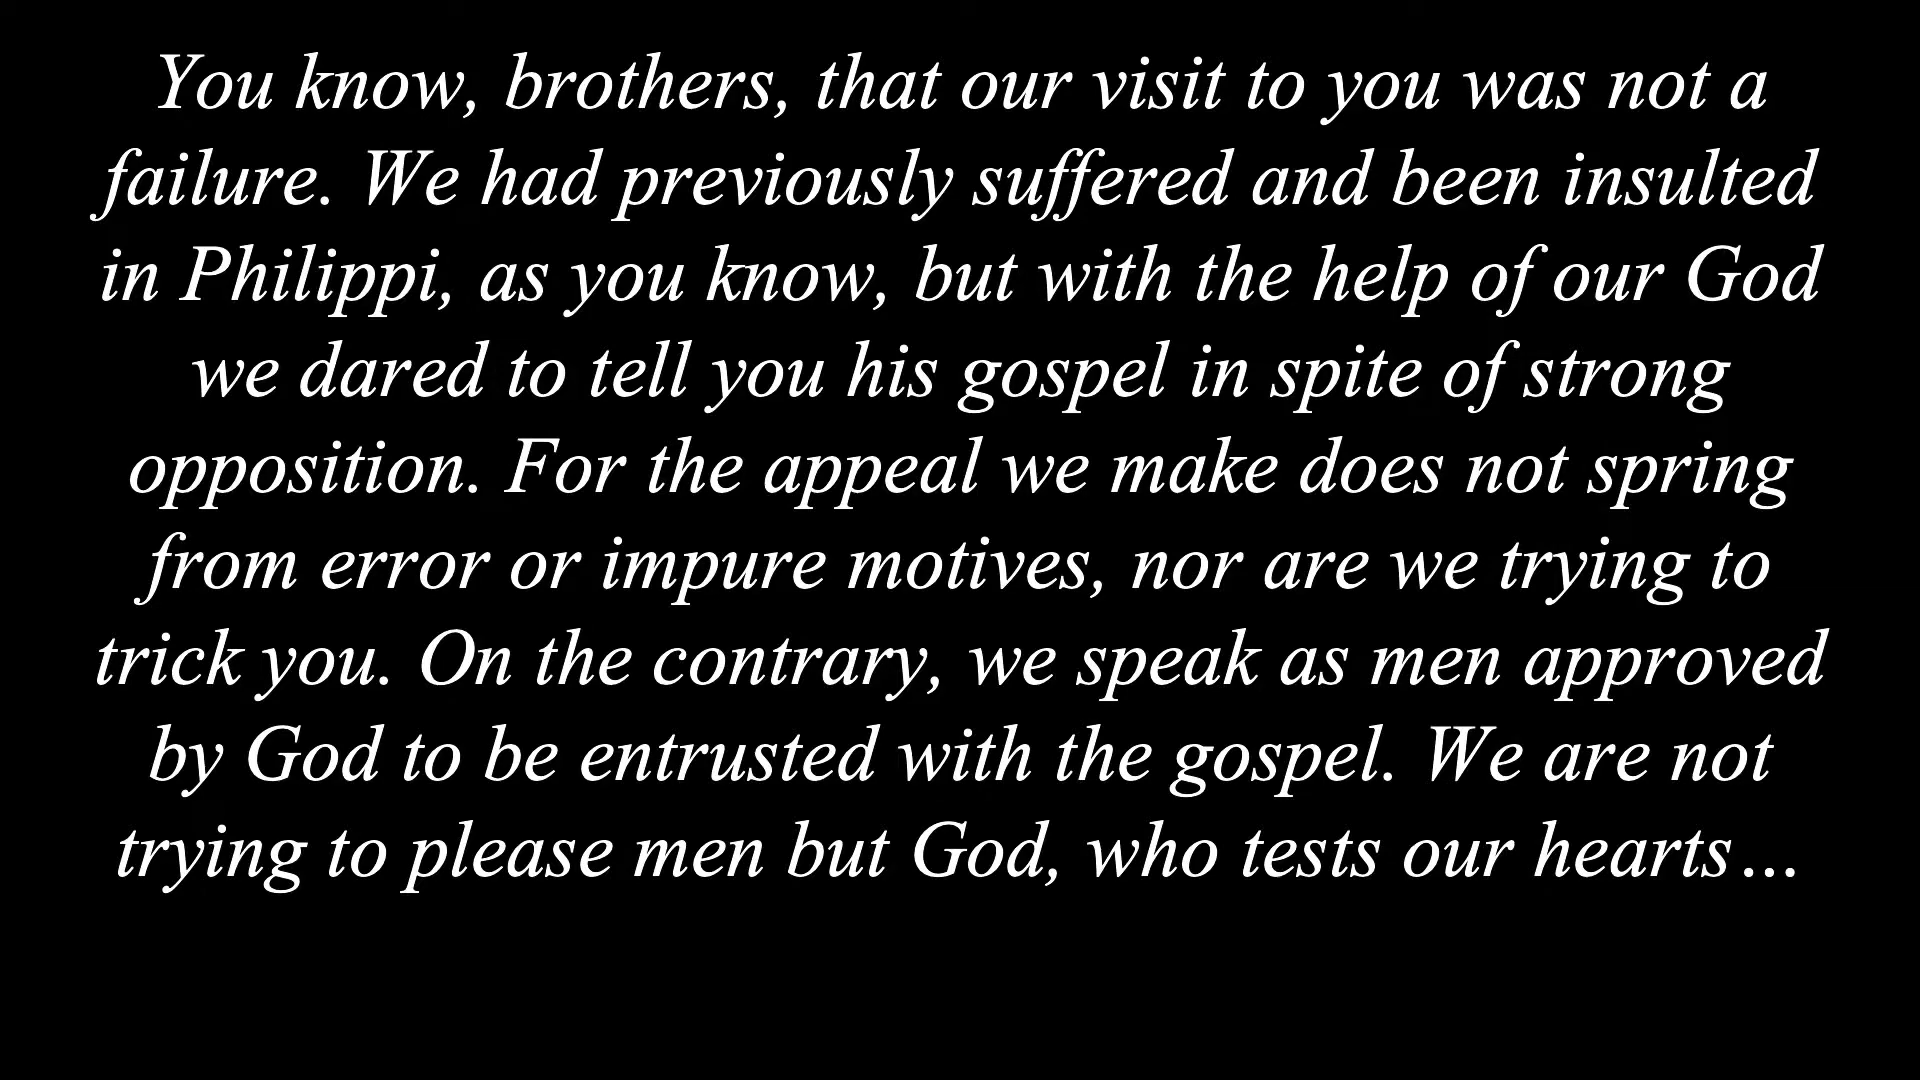 You know, brothers, that our visit to you was not a
failure. We had previously suffered and been insulted
in Philippi, as you know, but with the help of our God
we dared to tell you his gospel in spite of strong
opposition. For the appeal we make does not spring
from error or impure motives, nor are we trying to
trick you. On the contrary, we speak as men approved
by God to be entrusted with the gospel. We are not
trying to please men but God, who tests our hearts…